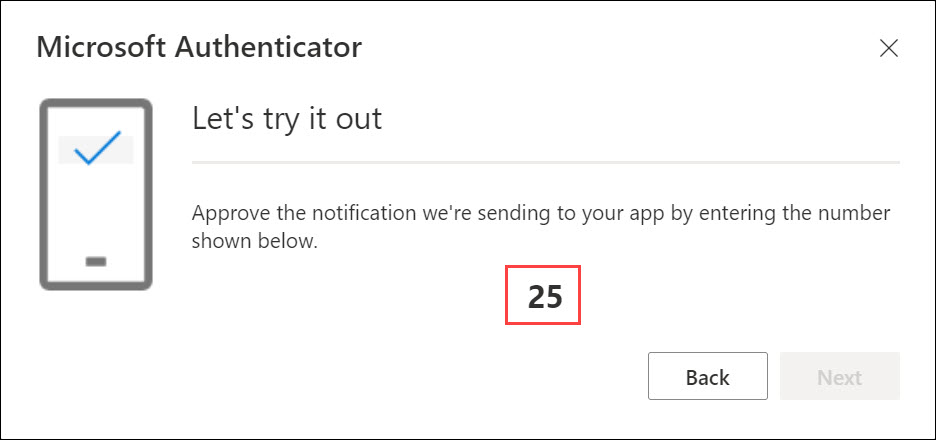 Microsoft Authenticator
Let's try it out
Approve the notification we're sending to your app by entering the number
shown below.
25
Back
Next